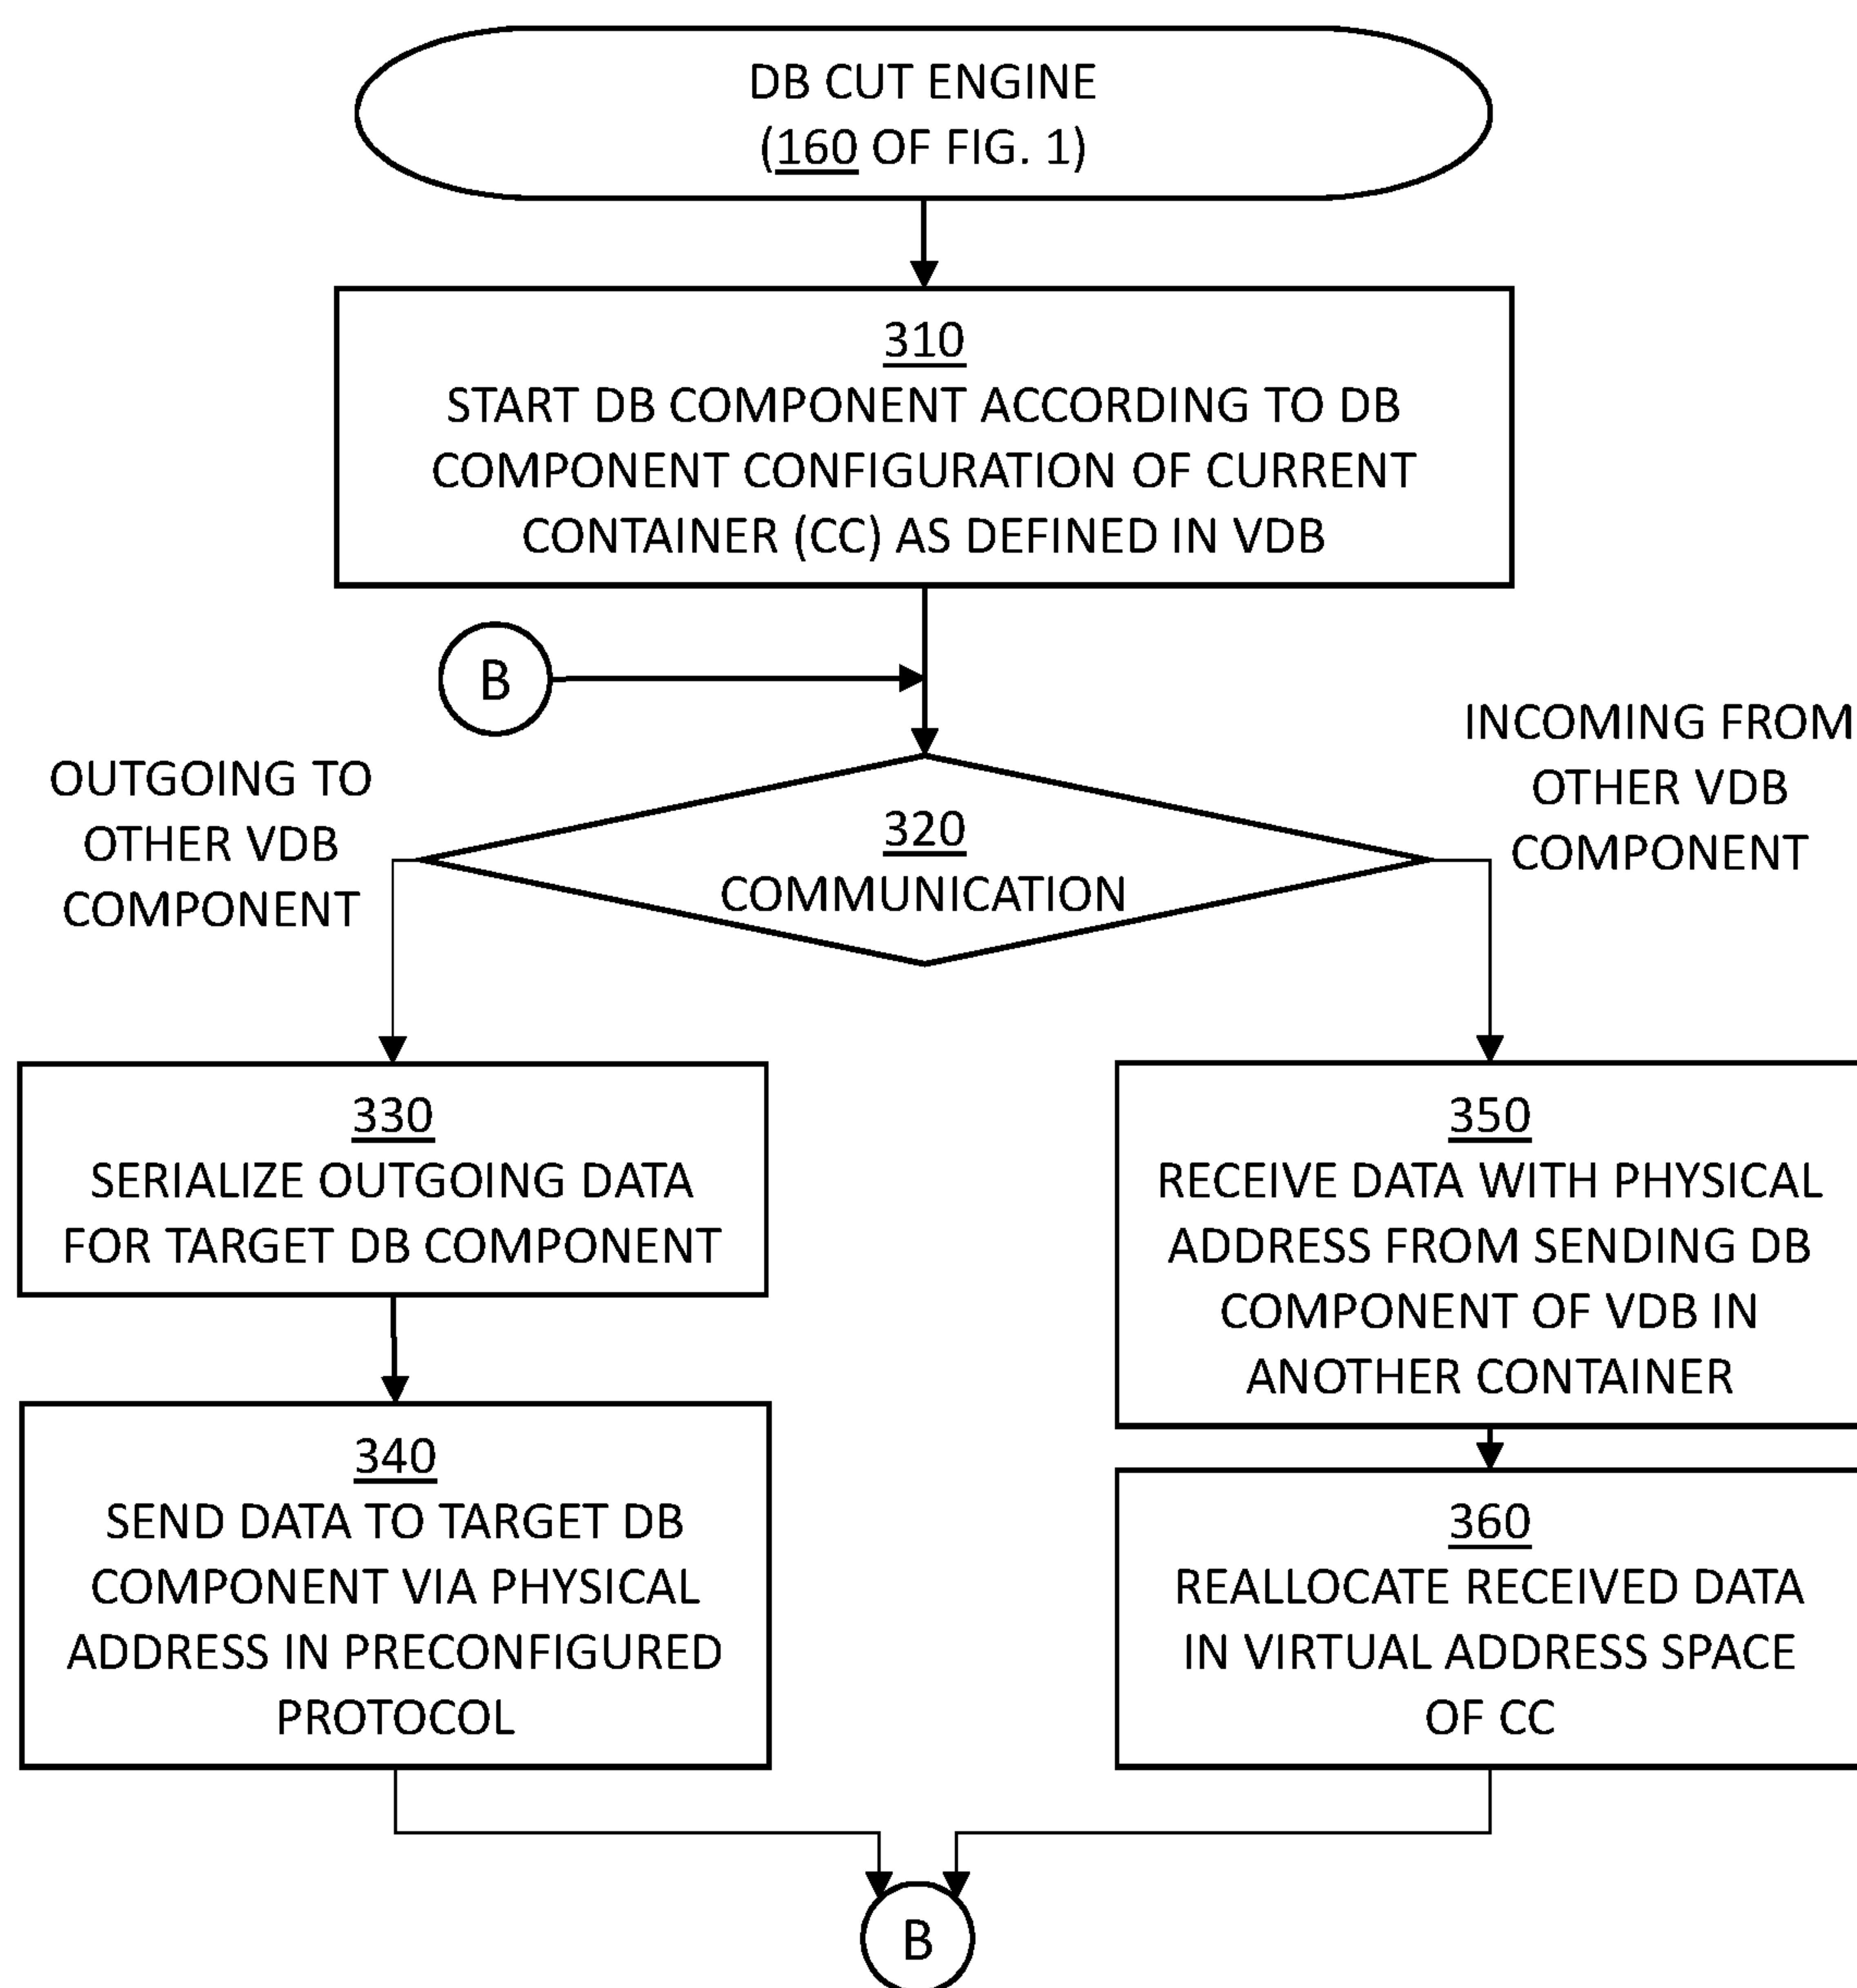 DB CUT ENGINE
(160 OF FIG. 1)
310
START DB COMPONENT ACCORDING TO DB
COMPONENT CONFIGURATION OF CURRENT
CONTAINER (CC) AS DEFINED IN VDB
B
OUTGOING TO
OTHER VDB
COMPONENT
320
COMMUNICATION
INCOMING FROM
OTHER VDB
COMPONENT
330
SERIALIZE OUTGOING DATA
FOR TARGET DB COMPONENT
340
SEND DATA TO TARGET DB
COMPONENT VIA PHYSICAL
ADDRESS IN PRECONFIGURED
PROTOCOL
350
RECEIVE DATA WITH PHYSICAL
ADDRESS FROM SENDING DB
COMPONENT OF VDB IN
ANOTHER CONTAINER
360
REALLOCATE RECEIVED DATA
IN VIRTUAL ADDRESS SPACE
OF CC
B